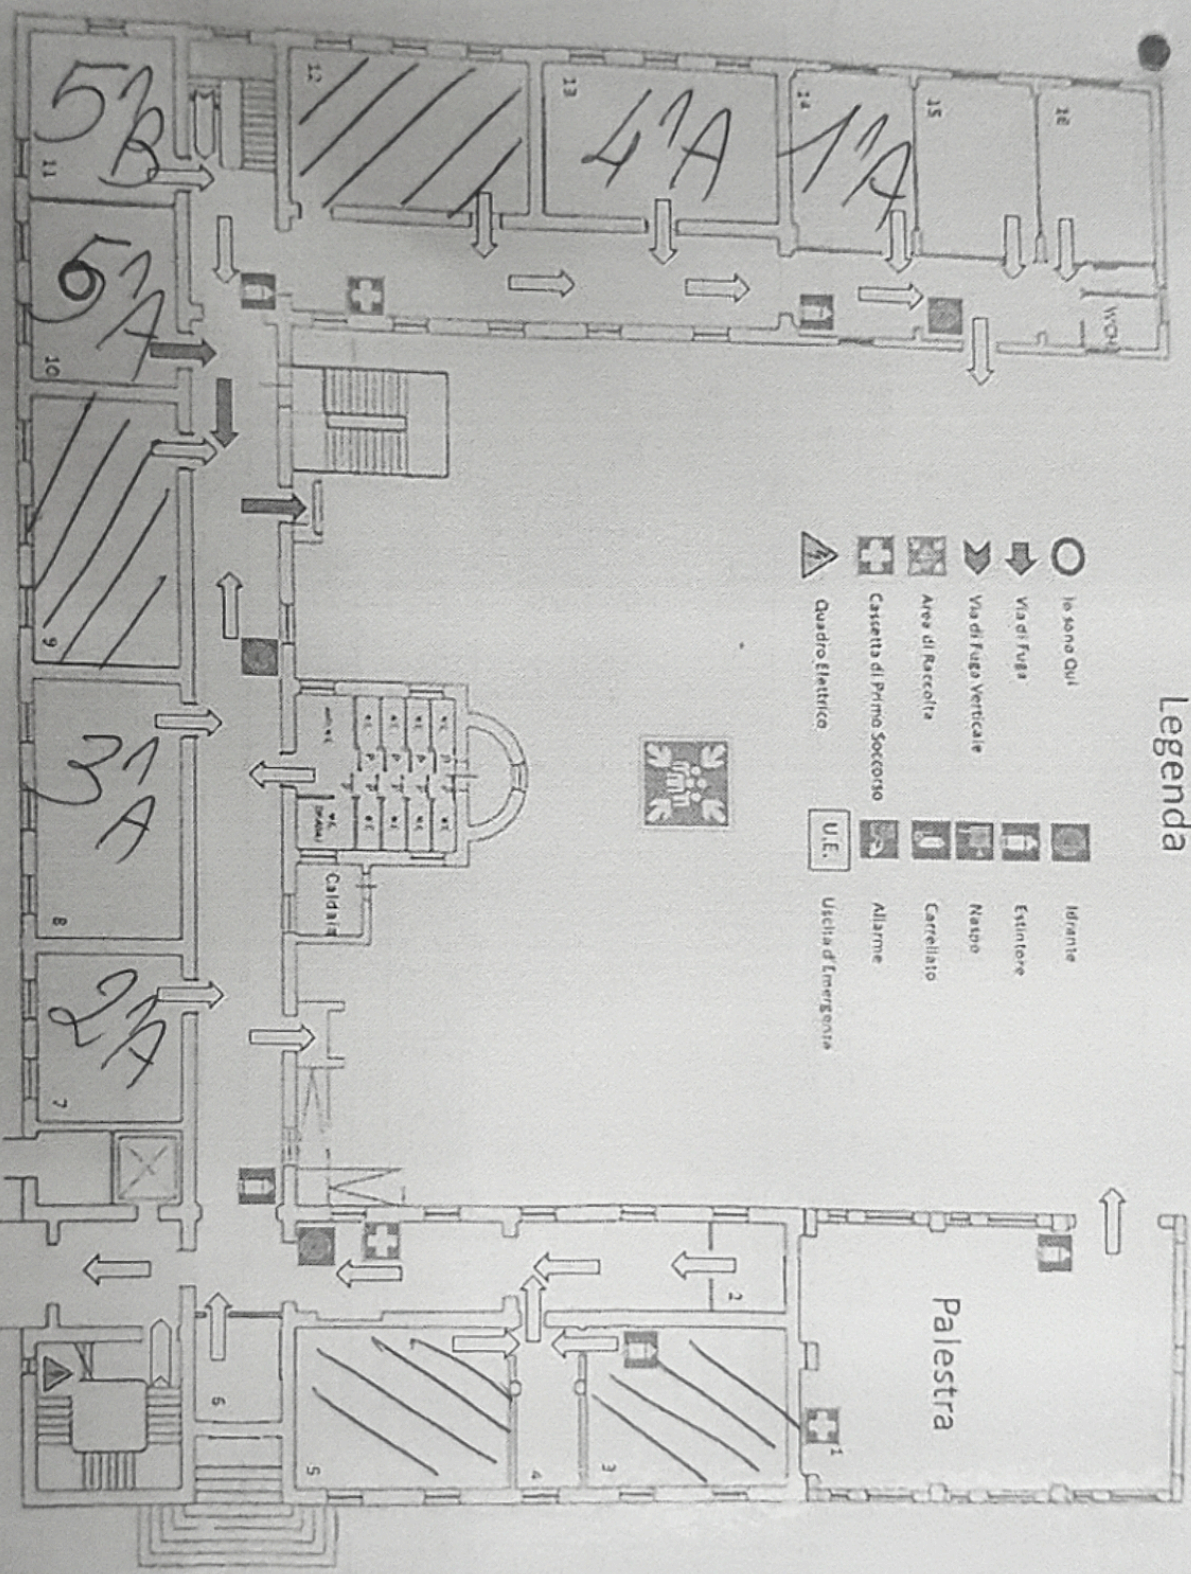 Legenda
Io sono Qui
Via di Fuga
Via di Fuga Verticale
Area di Raccolta
Cassetta di Primo Soccorso
Quadro Elettrico
Idrante
Estintore
Naspo
Carrellato
Allarme
U.E. Uscita d'Emergenza
5^B
11
12
13
4^A
14
1^A
15
16
WCH
5^A
10
9
3^A
8
2^A
7
Caldaia
2
6
5
4
3
1
Palestra